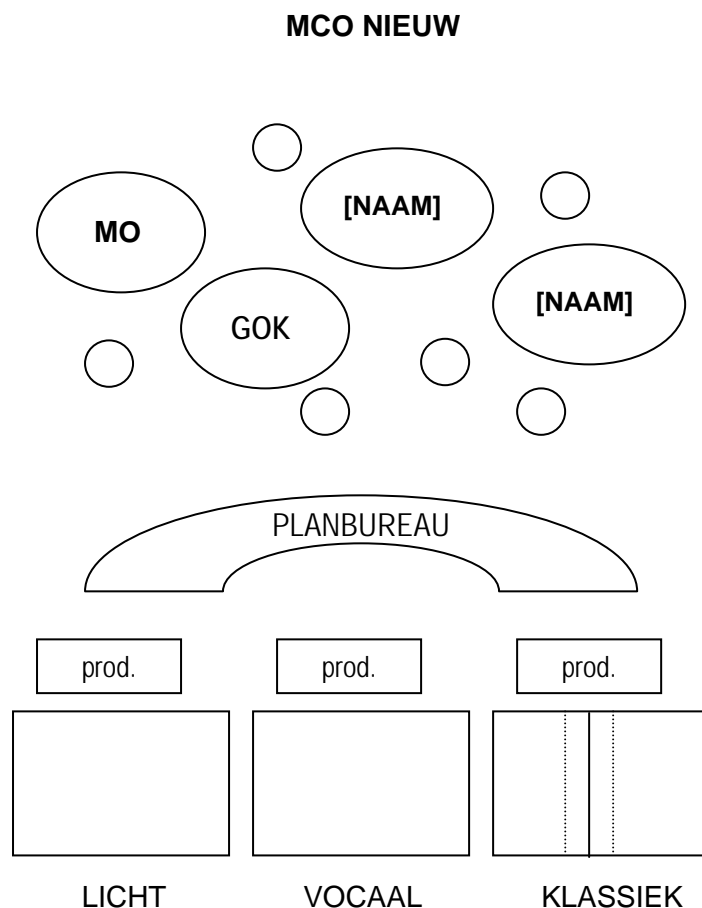 MCO NIEUW
[NAAM]
MO
[NAAM]
GOK
PLANBUREAU
prod. prod. prod.
LICHT VOCAAL KLASSIEK